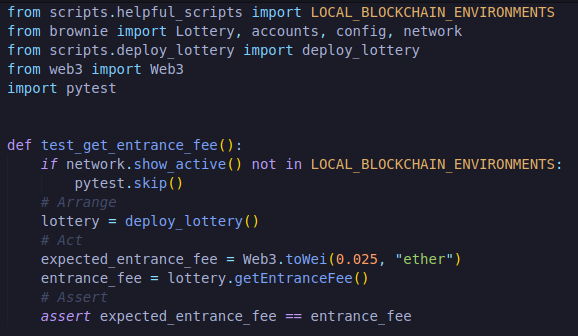 from scripts.helpful_scripts import LOCAL_BLOCKCHAIN_ENVIRONMENTS
from brownie import Lottery, accounts, config, network
from scripts.deploy_lottery import deploy_lottery
from web3 import Web3
import pytest
def test_get_entrance_fee():
    if network.show_active() not in LOCAL_BLOCKCHAIN_ENVIRONMENTS:
        pytest.skip()
    # Arrange
    lottery = deploy_lottery()
    # Act
    expected_entrance_fee = Web3.toWei(0.025, "ether")
    entrance_fee = lottery.getEntranceFee()
    # Assert
    assert expected_entrance_fee == entrance_fee